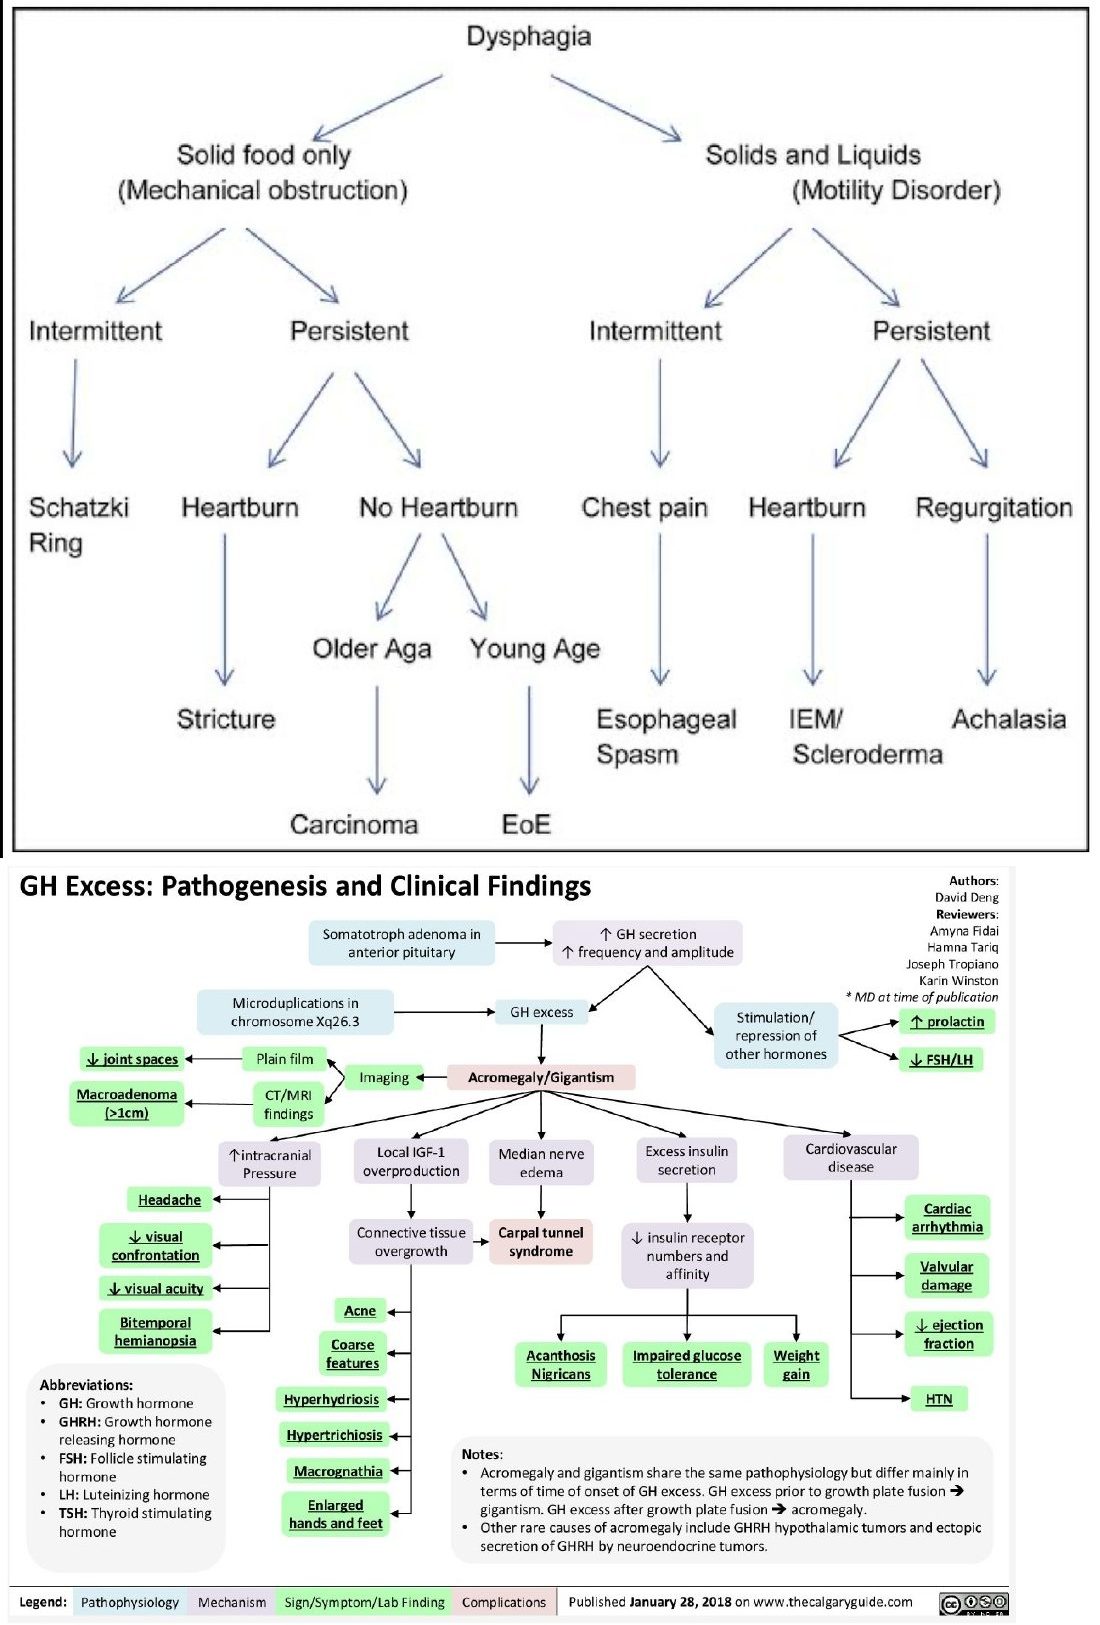 Dysphagia
Solid food only
(Mechanical obstruction)
Solids and Liquids
(Motility Disorder)
Intermittent
Persistent
Intermittent
Persistent
Schatzki
Ring
Heartburn
No Heartburn
Chest pain
Heartburn
Regurgitation
Older Aga
Young Age
Stricture
Esophageal
Spasm
IEM/
Scleroderma
Achalasia
Carcinoma
EoE
GH Excess: Pathogenesis and Clinical Findings
Authors:
David Deng
Reviewers:
Amyna Fidai
Hamna Tariq
Joseph Tropiano
Karin Winston
* MD at time of publication
Somatotroph adenoma in
anterior pituitary
↑ GH secretion
↑ frequency and amplitude
Microduplications in
chromosome Xq26.3
GH excess
Stimulation/
repression of
other hormones
↑ prolactin
↓ FSH/LH
↓ joint spaces
Plain film
Imaging
Acromegaly/Gigantism
Macroadenoma
(>1cm)
CT/MRI
findings
↑intracranial
Pressure
Local IGF-1
overproduction
Median nerve
edema
Excess insulin
secretion
Cardiovascular
disease
Headache
↓ visual
confrontation
↓ visual acuity
Bitemporal
hemianopsia
Connective tissue
overgrowth
Carpal tunnel
syndrome
↓ insulin receptor
numbers and
affinity
Cardiac
arrhythmia
Valvular
damage
↓ ejection
fraction
HTN
Acne
Coarse
features
Hyperhydriosis
Hypertrichiosis
Macrognathia
Enlarged
hands and feet
Acanthosis
Nigricans
Impaired glucose
tolerance
Weight
gain
Abbreviations:
• GH: Growth hormone
• GHRH: Growth hormone
releasing hormone
• FSH: Follicle stimulating
hormone
• LH: Luteinizing hormone
• TSH: Thyroid stimulating
hormone
Notes:
• Acromegaly and gigantism share the same pathophysiology but differ mainly in
terms of time of onset of GH excess. GH excess prior to growth plate fusion ➔
gigantism. GH excess after growth plate fusion ➔ acromegaly.
• Other rare causes of acromegaly include GHRH hypothalamic tumors and ectopic
secretion of GHRH by neuroendocrine tumors.
Legend: Pathophysiology Mechanism Sign/Symptom/Lab Finding Complications Published January 28, 2018 on www.thecalgaryguide.com